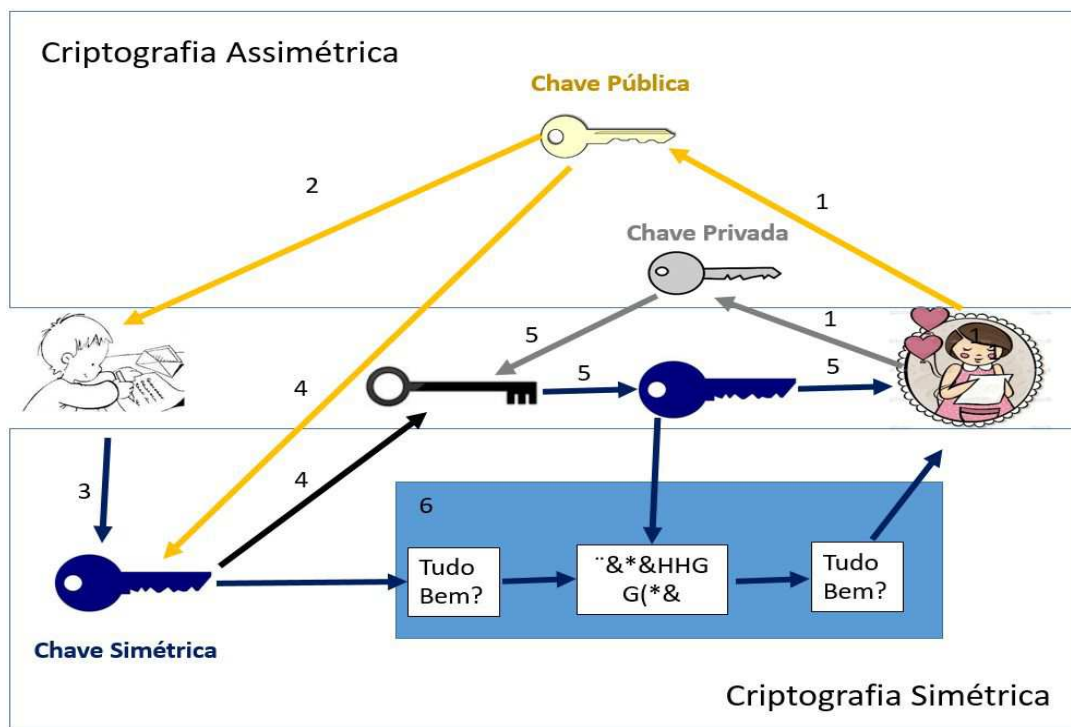 Criptografia Assimétrica
Chave Pública
2
1
Chave Privada
1
1
5
5
5
4
4
3
6
Tudo
Bem?
¨&*&HHG
G(*&
Tudo
Bem?
Chave Simétrica
Criptografia Simétrica